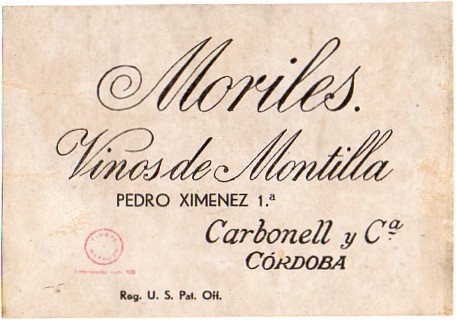 Moriles.
Vinos de Montilla
PEDRO XIMENEZ 1.ª
Carbonell y Cª
CÓRDOBA
Reg. U. S. Pat. Off.